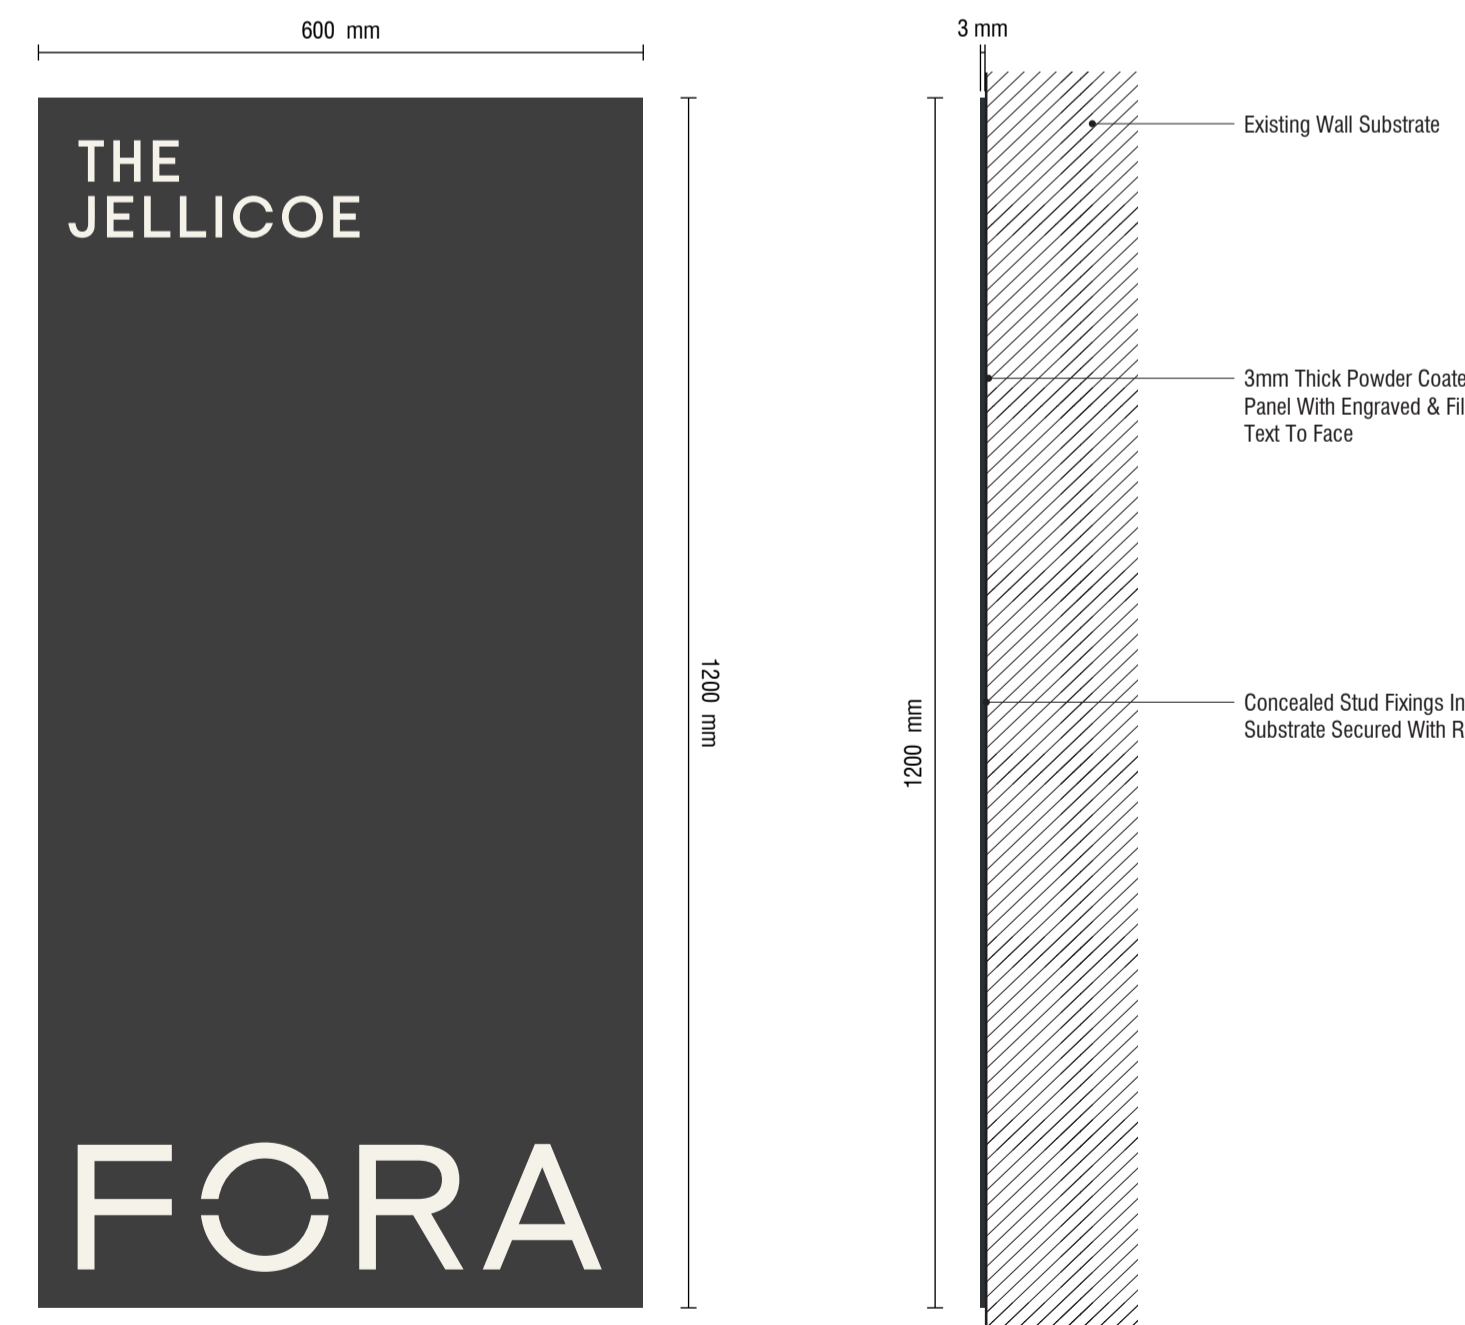 600 mm
3 mm
THE
JELLICOE
Existing Wall Substrate
3mm Thick Powder Coate
Panel With Engraved & Fil
Text To Face
1200 mm
1200 mm
Concealed Stud Fixings In
Substrate Secured With R
FORA